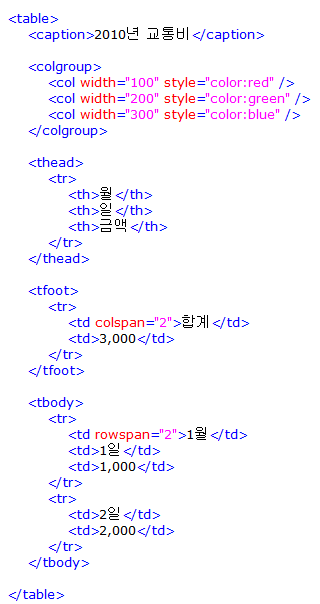 <table>
<caption>2010년 교통비</caption>
<colgroup>
<col width="100" style="color:red" />
<col width="200" style="color:green" />
<col width="300" style="color:blue" />
</colgroup>
<thead>
<tr>
<th>월</th>
<th>일</th>
<th>금액</th>
</tr>
</thead>
<tfoot>
<tr>
<td colspan="2">합계</td>
<td>3,000</td>
</tr>
</tfoot>
<tbody>
<tr>
<td rowspan="2">1월</td>
<td>1일</td>
<td>1,000</td>
</tr>
<tr>
<td>2일</td>
<td>2,000</td>
</tr>
</tbody>
</table>